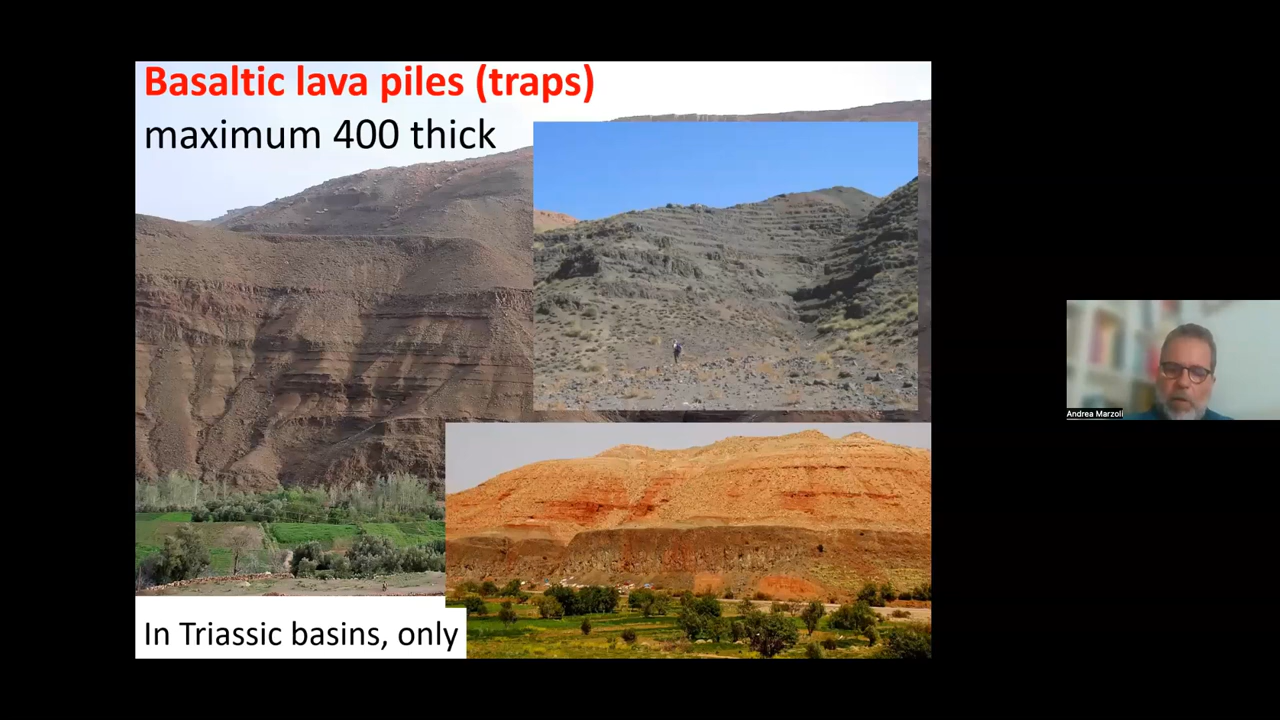 Basaltic lava piles (traps)
maximum 400 thick
In Triassic basins, only
Andrea Marzoli